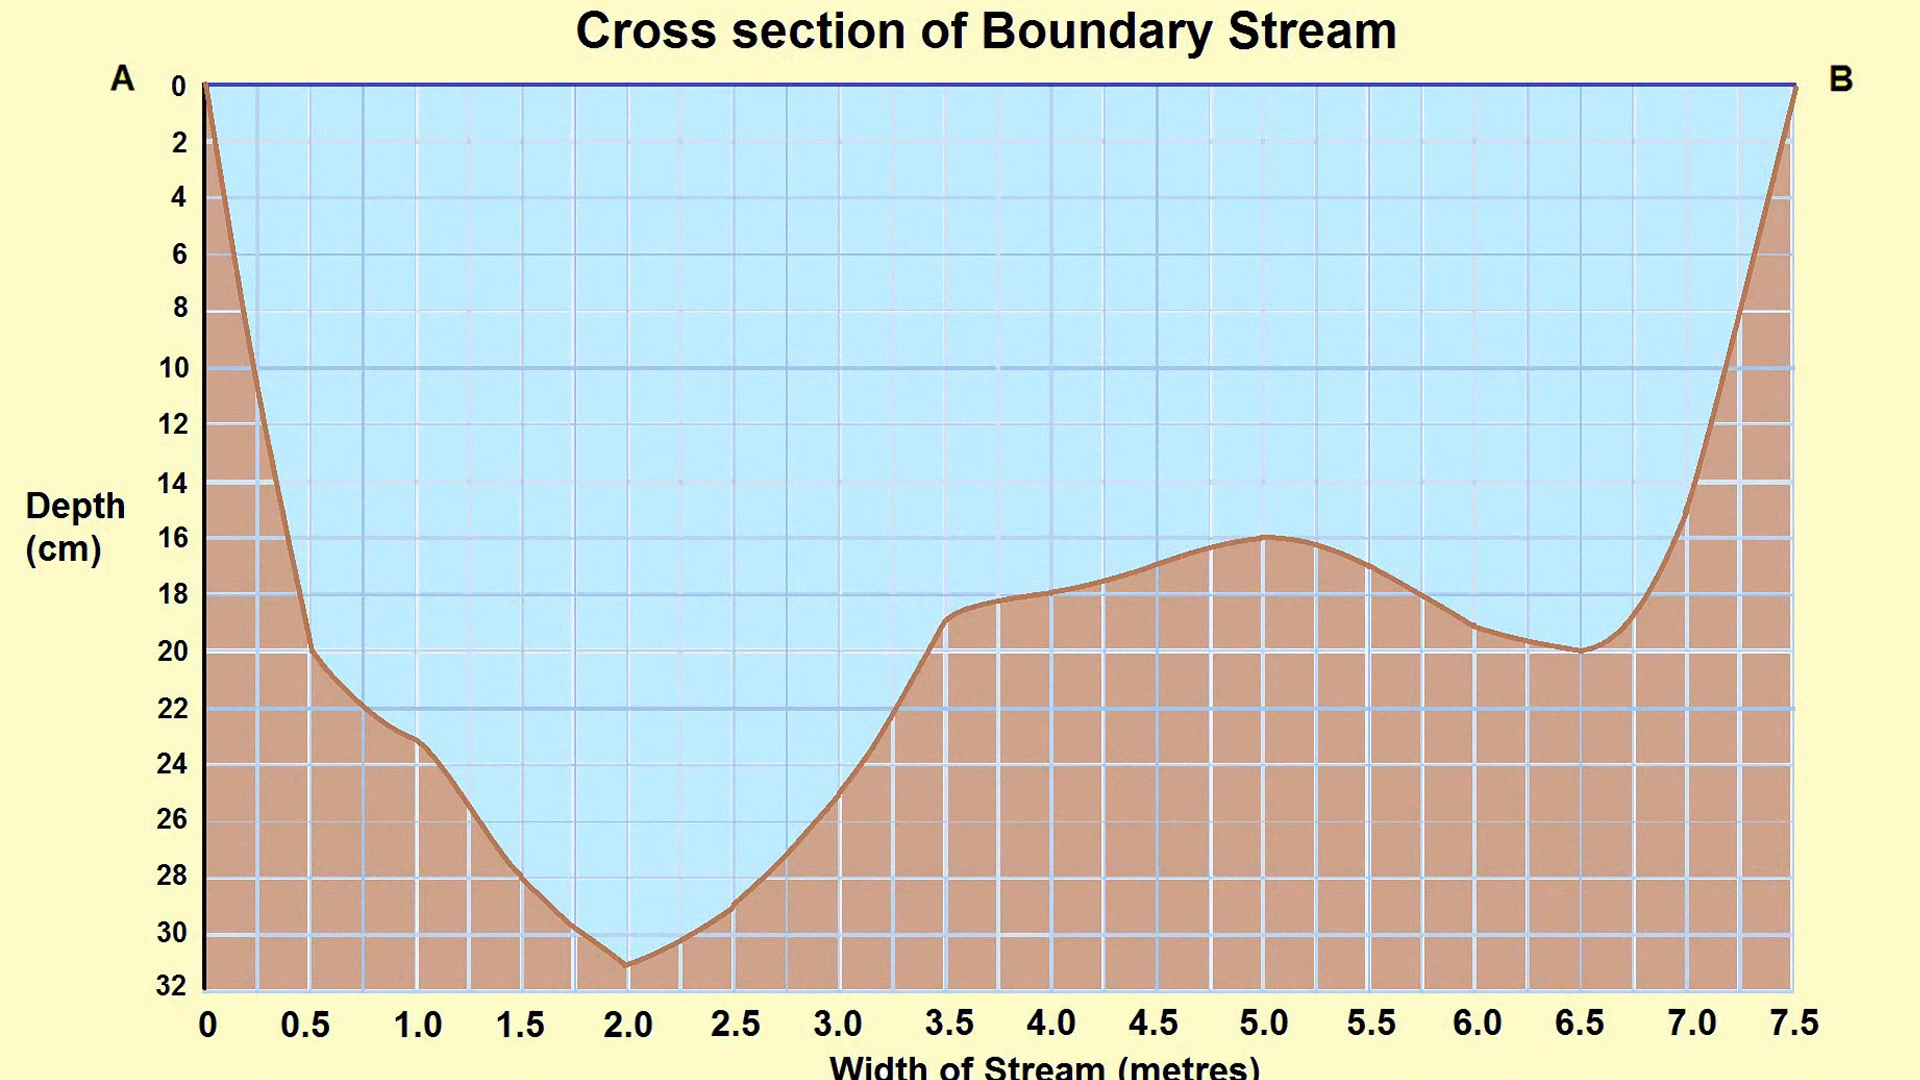 Cross section of Boundary Stream
A
B
0
2
4
6
8
10
12
14
16
18
20
22
24
26
28
30
32
Depth
(cm)
0 0.5 1.0 1.5 2.0 2.5 3.0 3.5 4.0 4.5 5.0 5.5 6.0 6.5 7.0 7.5
Width of Stream (metres)